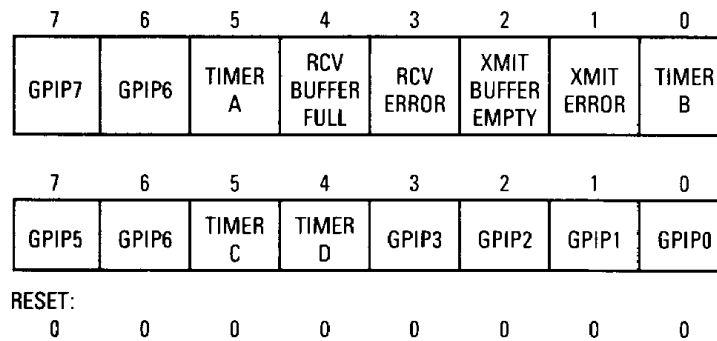 7 6 5 4 3 2 1 0
GPIP7 GPIP6 TIMER A RCV BUFFER FULL RCV ERROR XMIT BUFFER EMPTY XMIT ERROR TIMER B
7 6 5 4 3 2 1 0
GPIP5 GPIP6 TIMER C TIMER D GPIP3 GPIP2 GPIP1 GPIP0
RESET:
0 0 0 0 0 0 0 0